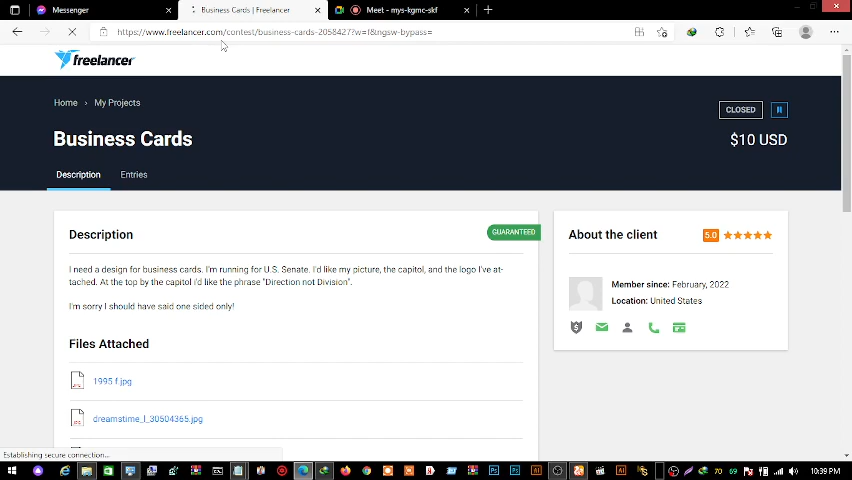 Messenger
Business Cards | Freelancer
Meet - mys-kgmc-skf
https://www.freelancer.com/contest/business-cards-2058427?w=f&ngsw-bypass=
freelancer
Home › My Projects
CLOSED
Business Cards
$10 USD
Description
Entries
Description
GUARANTEED
I need a design for business cards. I'm running for U.S. Senate. I'd like my picture, the capitol, and the logo I've at-
tached. At the top by the capitol i'd like the phrase "Direction not Division".
I'm sorry I should have said one sided only!
Files Attached
1995 f.jpg
dreamstime_l_30504365.jpg
About the client
5.0
Member since: February, 2022
Location: United States
Establishing secure connection...
70 69
10:39 PM